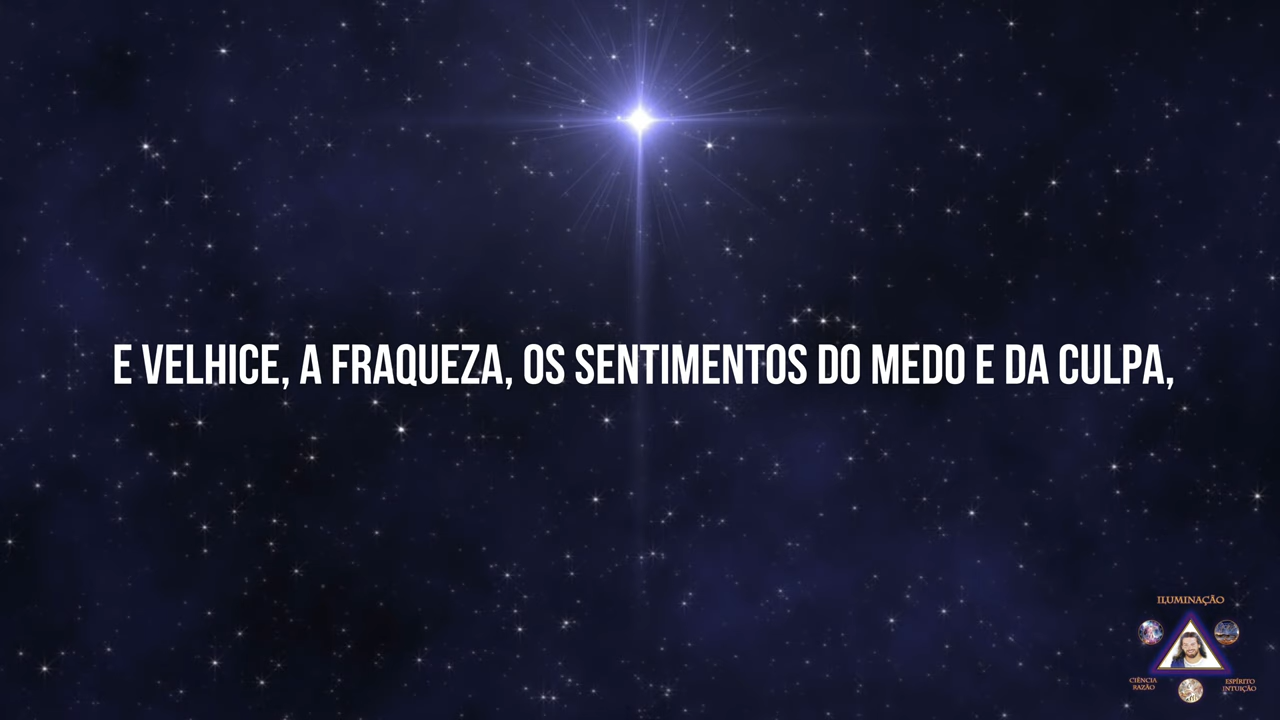 E VELHICE, A FRAQUEZA, OS SENTIMENTOS DO MEDO E DA CULPA,
ILUMINAÇÃO
CIÊNCIA
RAZÃO
ESPÍRITO
INTUIÇÃO